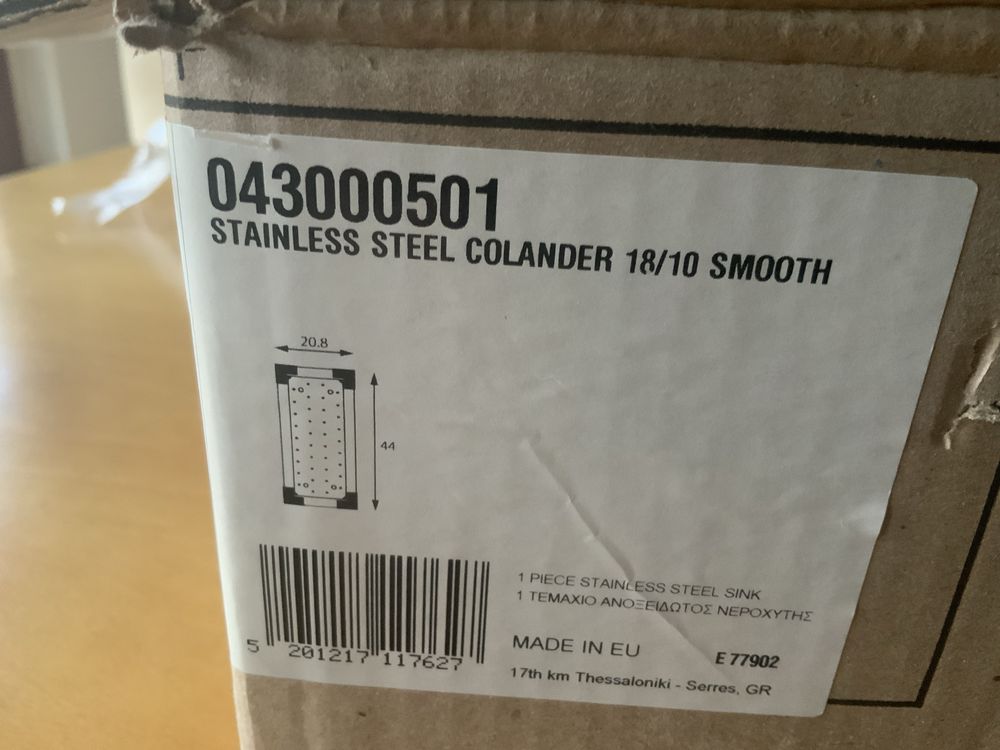 043000501
STAINLESS STEEL COLANDER 18/10 SMOOTH
20.8
44
5 201217 117627
1 PIECE STAINLESS STEEL SINK
1 ΤΕΜΑΧΙΟ ΑΝΟΞΕΙΔΩΤΟΣ ΝΕΡΟΧΥΤΗΣ
MADE IN EU
E 77902
17th km Thessaloniki - Serres, GR